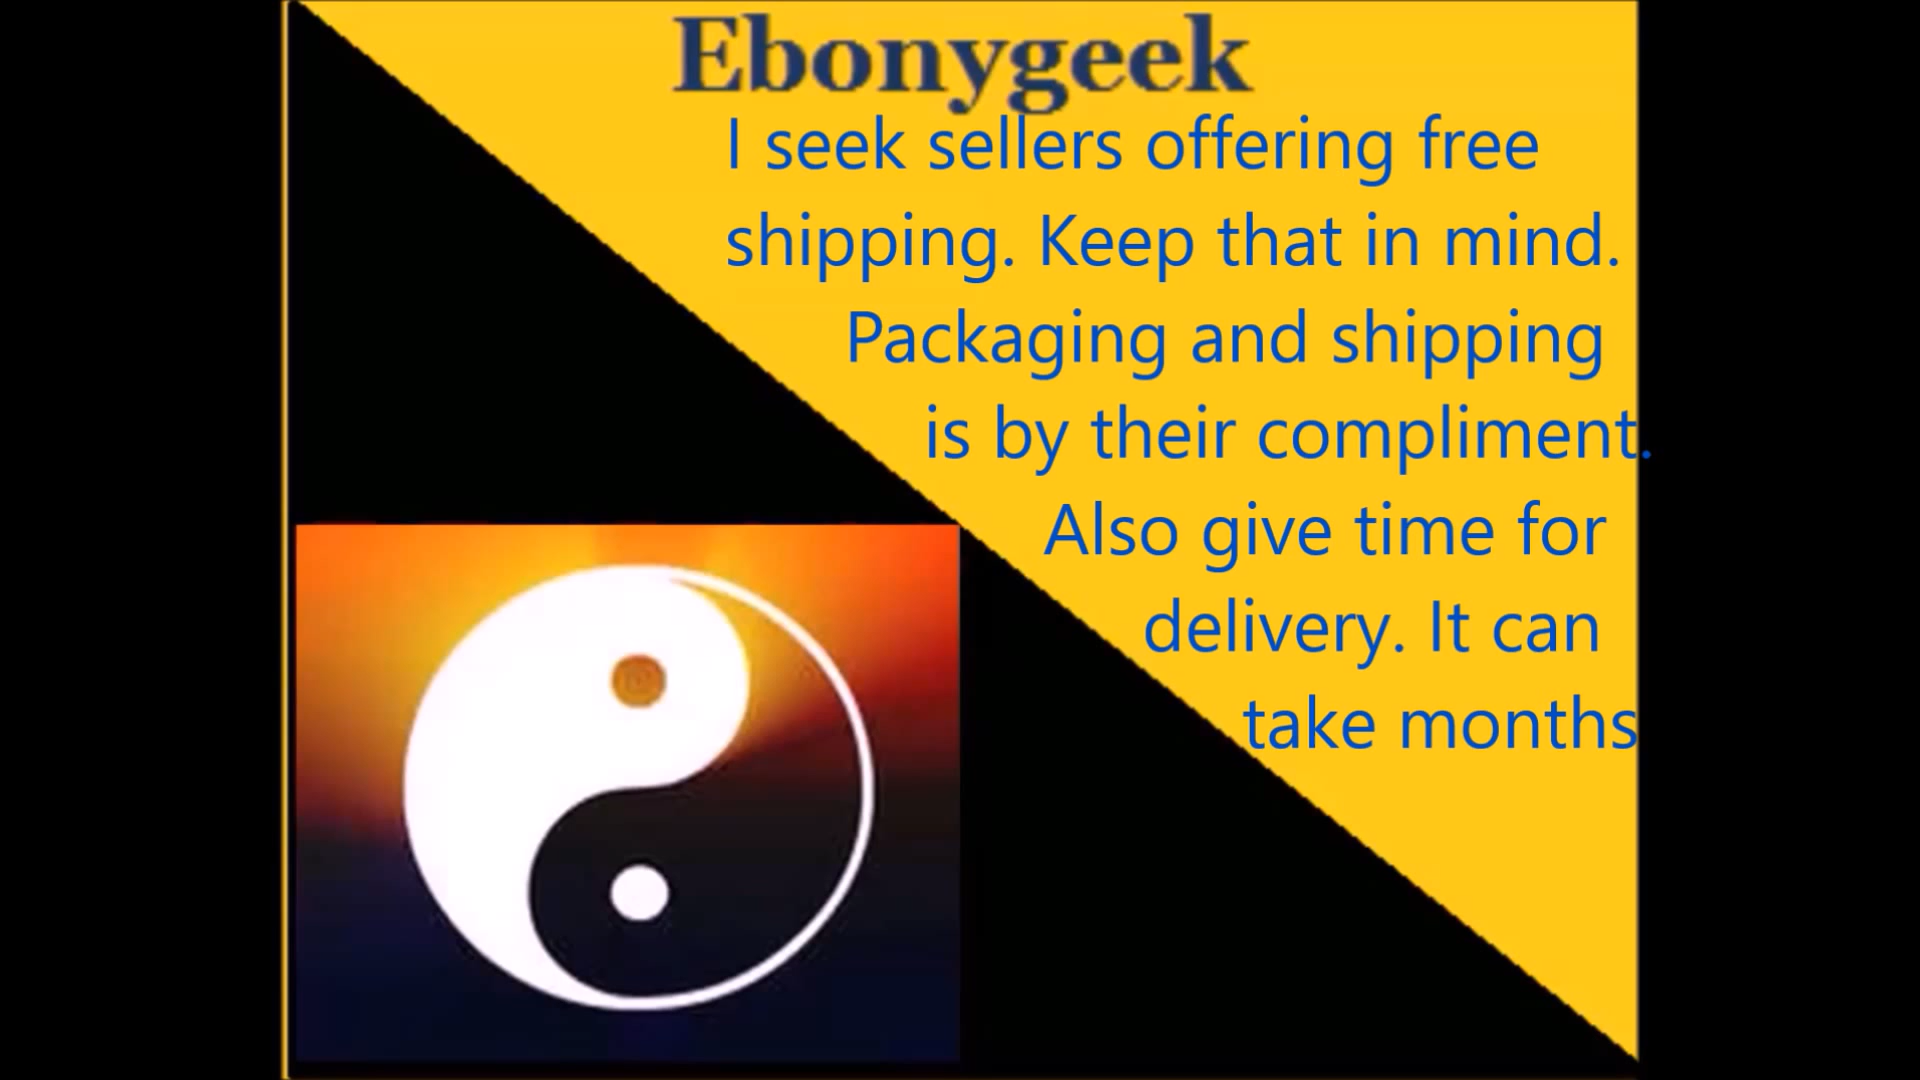 Ebonygeek
I seek sellers offering free
shipping. Keep that in mind.
Packaging and shipping
is by their compliment.
Also give time for
delivery. It can
take months